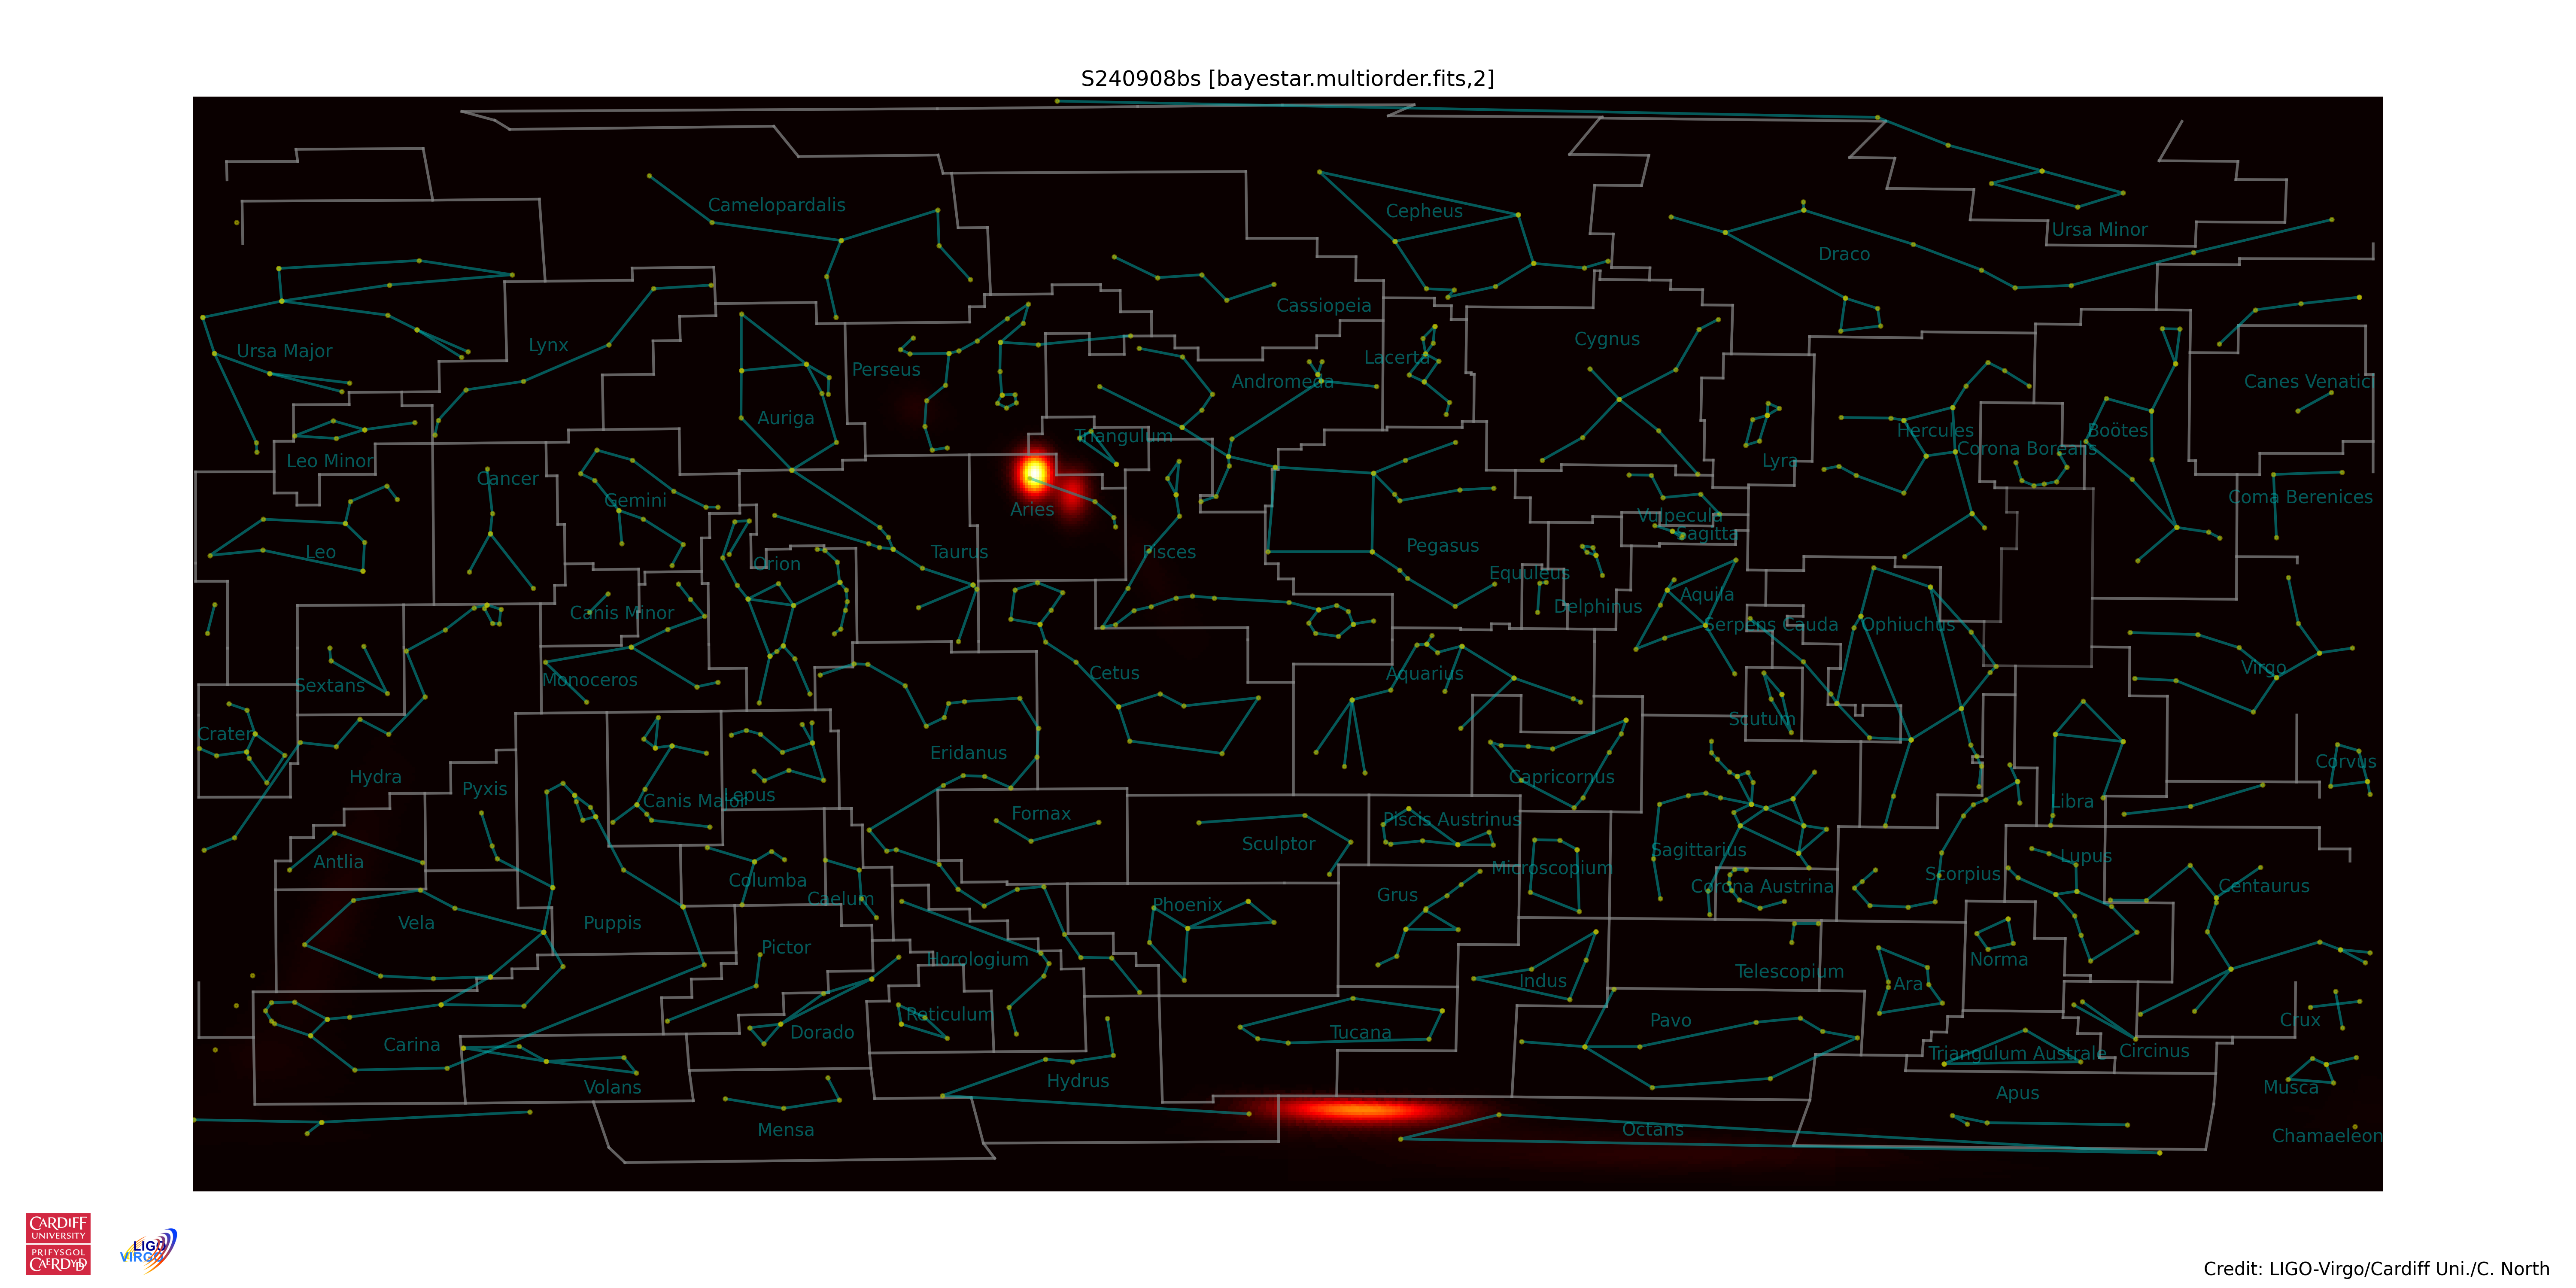 S240908bs [bayestar.multiorder.fits,2]
Camelopardalis
Cepheus
Ursa Minor
Draco
Cassiopeia
Cygnus
Lynx
Ursa Major
Lacerta
Perseus
Andromeda
Canes Venatici
Auriga
Triangulum
Hercules
Boötes
Corona Borealis
Leo Minor
Lyra
Cancer
Gemini
Coma Berenices
Aries
Vulpecula
Sagitta
Leo
Taurus
Pisces
Pegasus
Orion
Equuleus
Aquila
Delphinus
Canis Minor
Serpens Cauda
Ophiuchus
Virgo
Cetus
Aquarius
Monoceros
Sextans
Scutum
Crater
Eridanus
Corvus
Hydra
Capricornus
Pyxis
Lepus
Canis Major
Libra
Fornax
Piscis Austrinus
Sculptor
Sagittarius
Lupus
Antlia
Microscopium
Scorpius
Columba
Corona Austrina
Centaurus
Caelum
Grus
Phoenix
Vela
Puppis
Pictor
Horologium
Norma
Telescopium
Indus
Ara
Reticulum
Pavo
Crux
Dorado
Tucana
Carina
Circinus
Triangulum Australe
Hydrus
Volans
Musca
Apus
Mensa
Octans
Chamaeleon
CARDIFF
UNIVERSITY
PRIFYSGOL
CAERDYDD
LIGO
VIRGO
Credit: LIGO-Virgo/Cardiff Uni./C. North